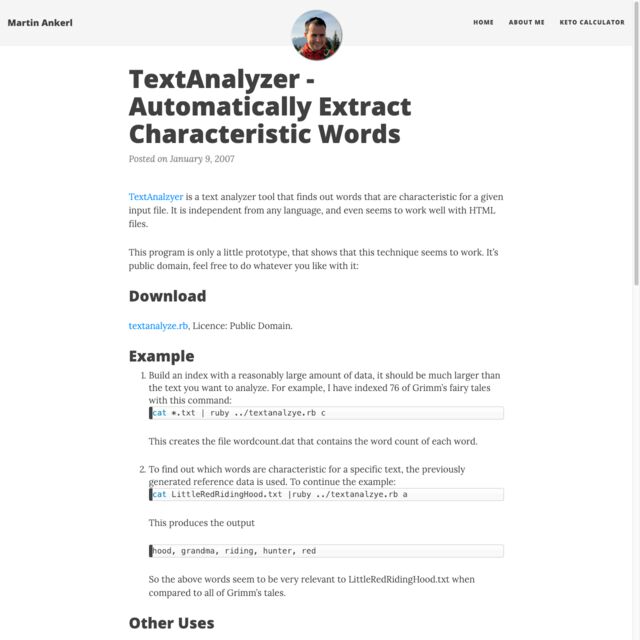 Martin Ankerl
HOME
ABOUT ME
KETO CALCULATOR
TextAnalyzer -
Automatically Extract
Characteristic Words
Posted on January 9, 2007
TextAnalzyer is a text analyzer tool that finds out words that are characteristic for a given
input file. It is independent from any language, and even seems to work well with HTML
files.
This program is only a little prototype, that shows that this technique seems to work. It’s
public domain, feel free to do whatever you like with it:
Download
textanalyze.rb, Licence: Public Domain.
Example
1. Build an index with a reasonably large amount of data, it should be much larger than
the text you want to analyze. For example, I have indexed 76 of Grimm’s fairy tales
with this command:
cat *.txt | ruby ../textanalzye.rb c
This creates the file wordcount.dat that contains the word count of each word.
2. To find out which words are characteristic for a specific text, the previously
generated reference data is used. To continue the example:
cat LittleRedRidingHood.txt |ruby ../textanalzye.rb a
This produces the output
hood, grandma, riding, hunter, red
So the above words seem to be very relevant to LittleRedRidingHood.txt when
compared to all of Grimm’s tales.
Other Uses